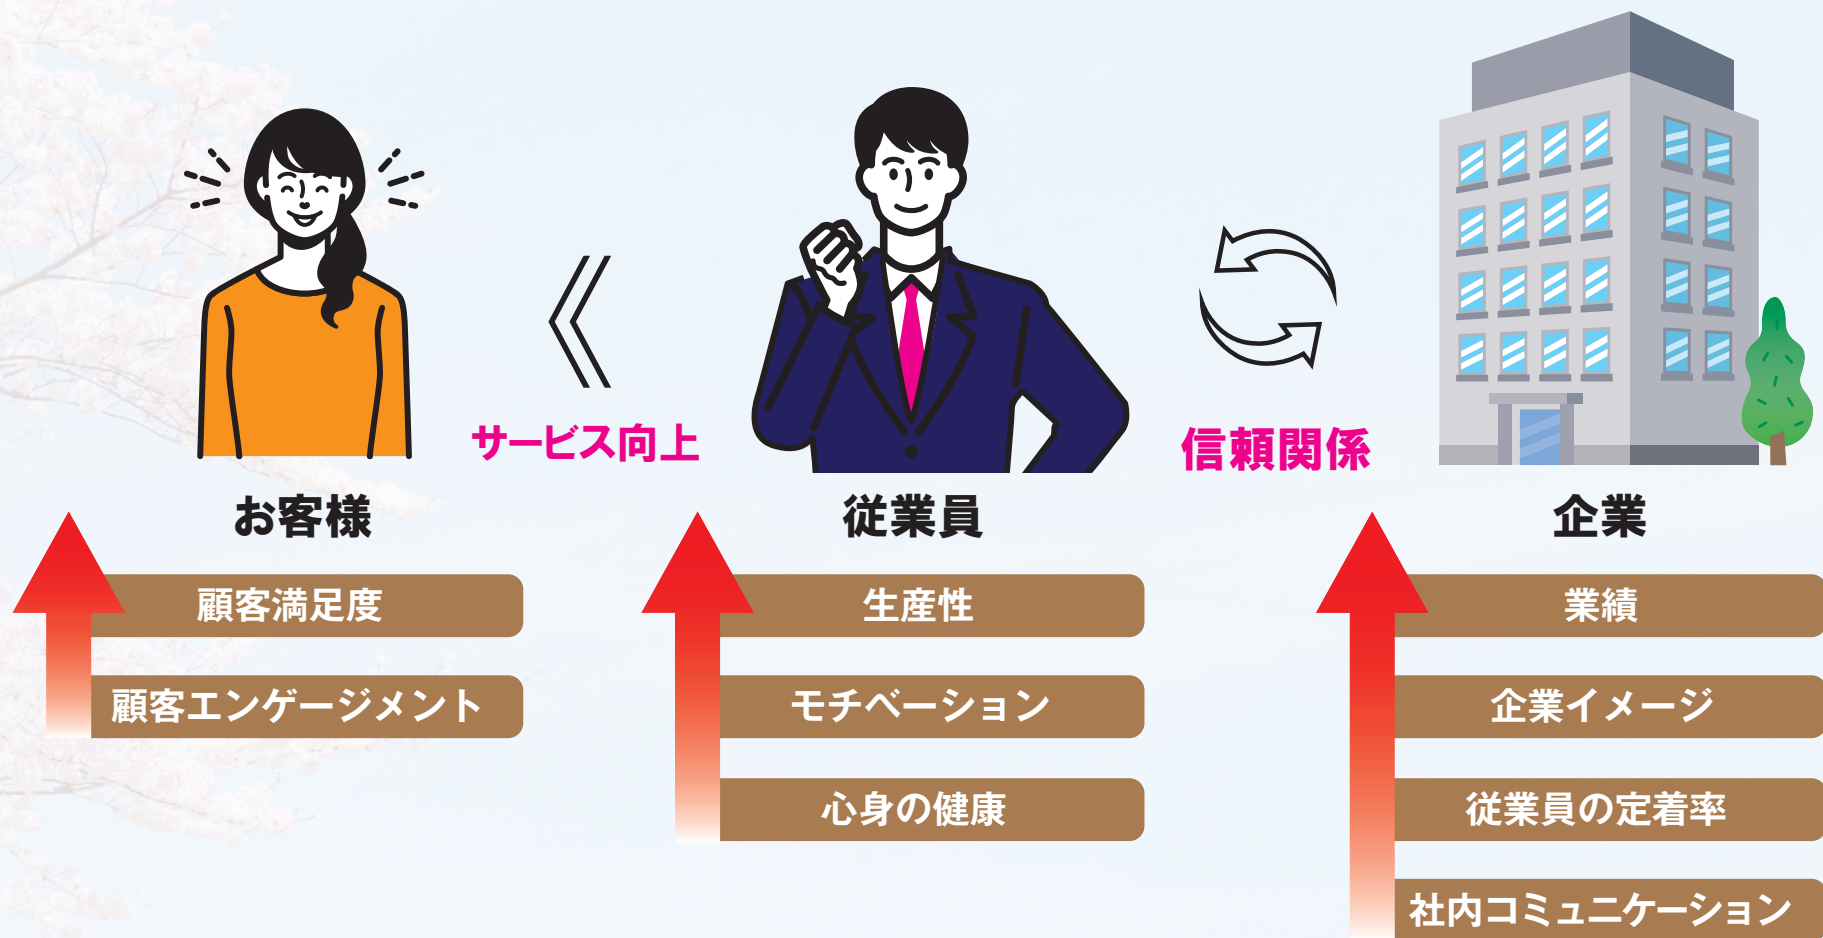 サービス向上
信頼関係
お客様
従業員
企業
顧客満足度
顧客エンゲージメント
生産性
モチベーション
心身の健康
業績
企業イメージ
従業員の定着率
社内コミュニケーション